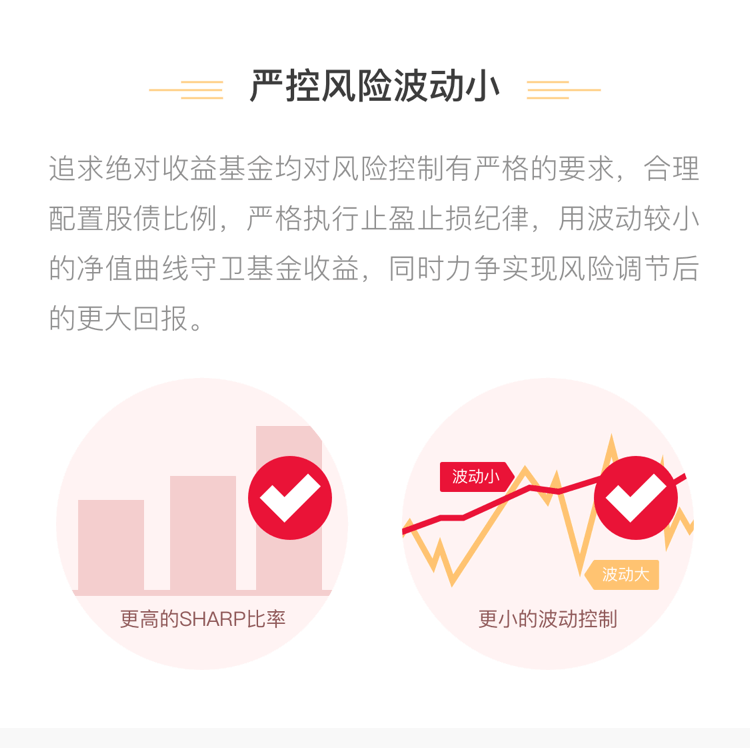 严控风险波动小
追求绝对收益基金均对风险控制有严格的要求，合理
配置股债比例，严格执行止盈止损纪律，用波动较小
的净值曲线守卫基金收益，同时力争实现风险调节后
的更大回报。
波动小
波动大
更高的SHARP比率
更小的波动控制